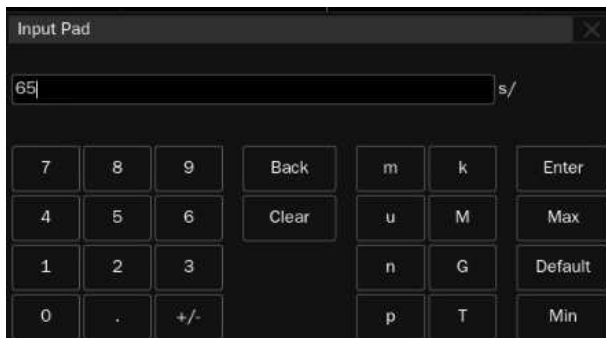 Input Pad
65 s/
7 8 9 Back m k Enter
4 5 6 Clear u M Max
1 2 3 n G Default
0 . +/- p T Min